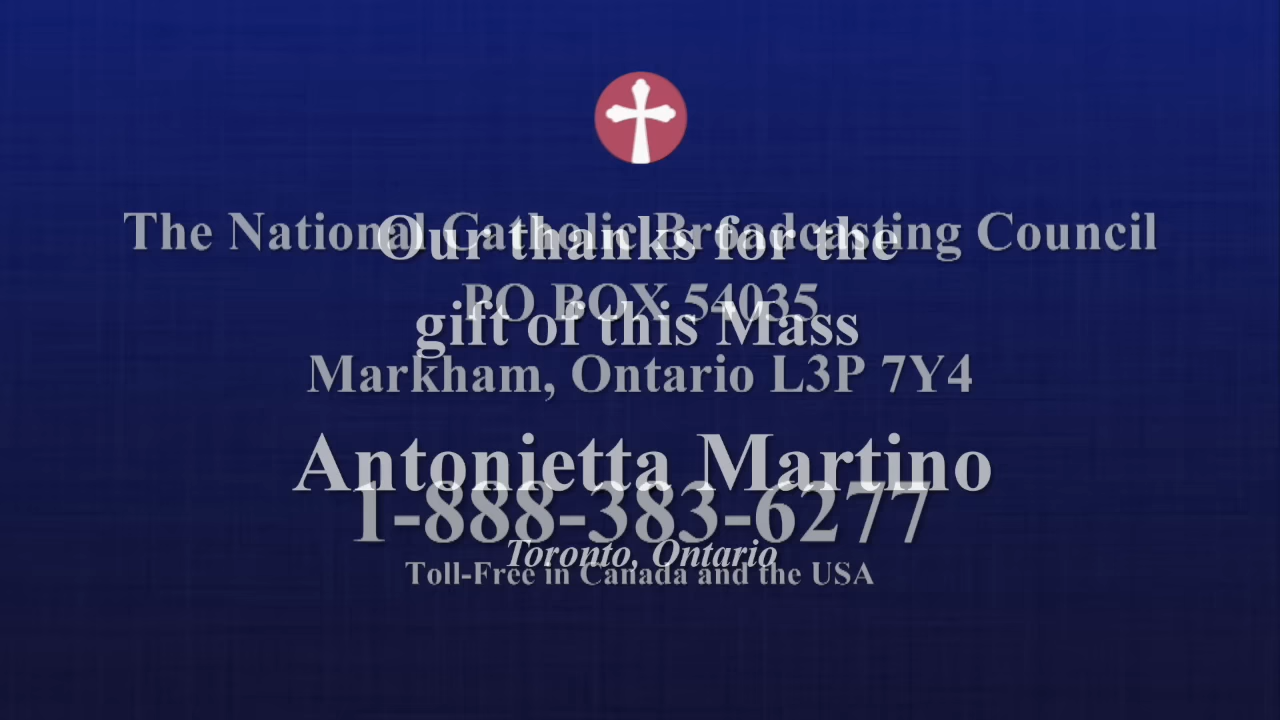 The National Catholic Broadcasting Council
Our thanks for the
PO BOX 54035
gift of this Mass
Markham, Ontario L3P 7Y4
Antonietta Martino
1-888-383-6277
Toronto, Ontario
Toll-Free in Canada and the USA